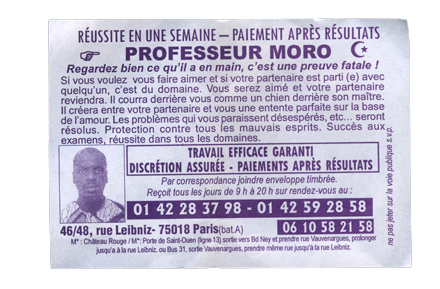 RÉUSSITE EN UNE SEMAINE – PAIEMENT APRÈS RÉSULTATS
PROFESSEUR MORO
Regardez bien ce qu'il a en main, c'est une preuve fatale !
Si vous voulez vous faire aimer et si votre partenaire est parti (e) avec
quelqu'un, c'est du domaine. Vous serez aimé et votre partenaire
reviendra. Il courra derrière vous comme un chien derrière son maître.
Il créera entre votre partenaire et vous une entente parfaite sur la base
de l'amour. Les problèmes qui vous paraissent désespérés, etc... seront
résolus. Protection contre tous les mauvais esprits. Succès aux
examens, réussite dans tous les domaines.
TRAVAIL EFFICACE GARANTI
DISCRÉTION ASSURÉE - PAIEMENTS APRÈS RÉSULTATS
Par correspondance joindre enveloppe timbrée.
Reçoit tous les jours de 9 h à 20 h sur rendez-vous au :
01 42 28 37 98 - 01 42 59 28 58
46/48, rue Leibniz- 75018 Paris (bat.A) 06 10 58 21 58
M° : Château Rouge / M° : Porte de Saint-Ouen (ligne 13) sortie vers Bd Ney et prendre rue Vauvenargues, prolonger
jusqu'à à la rue Leibniz. ou Bus 31, sortie Vauvenargues, prendre même rue jusqu'à la rue Leibniz.
ne pas jeter sur la voie publique s.v.p.